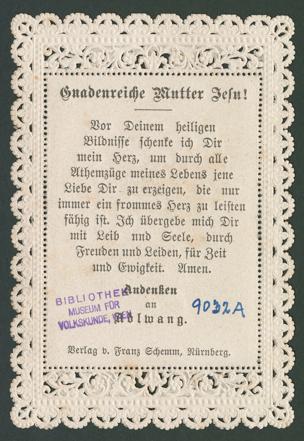 Gnadenreiche Mutter Jesu!
Vor Deinem heiligen
Bildnisse schenke ich Dir
mein Herz, um durch alle
Athemzüge meines Lebens jene
Liebe Dir zu erzeigen, die nur
immer ein frommes Herz zu leisten
fähig ist. Ich übergebe mich Dir
mit Leib und Seele, durch
Freuden und Leiden, für Zeit
und Ewigkeit. Amen.
Andenken
an
Adlwang.
BIBLIOTHEK
MUSEUM FÜR
VOLKSKUNDE, WIEN
9032A
Verlag v. Franz Schemm, Nürnberg.